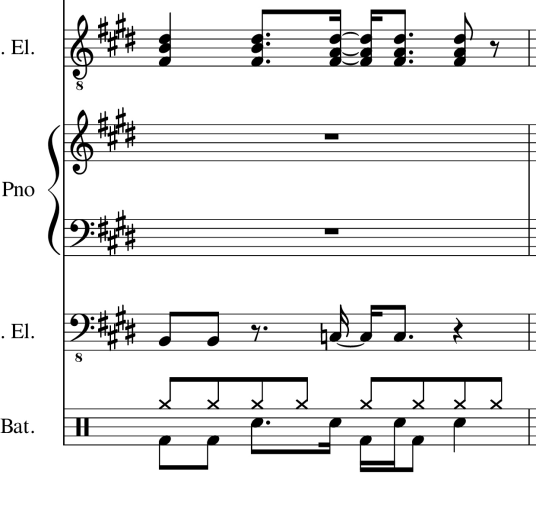 . El.
8
Pno
. El.
8
Bat.